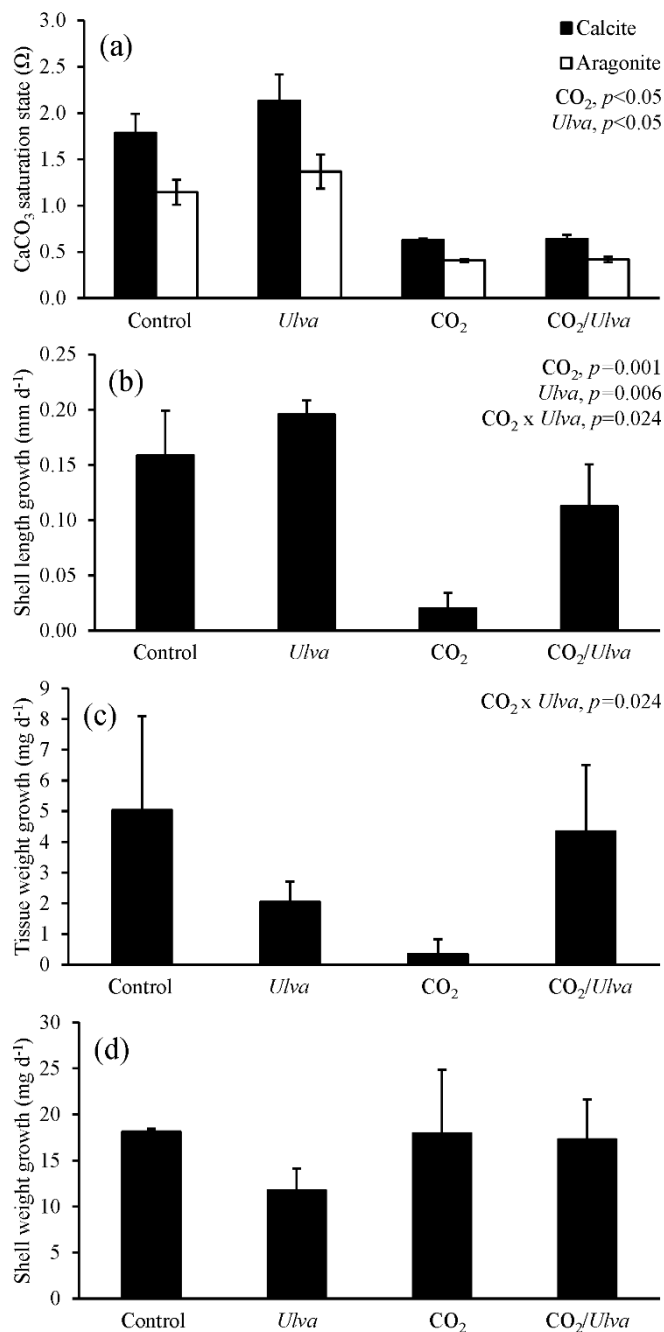 (a)
Calcite
Aragonite
CO₂, p<0.05
Ulva, p<0.05
CaCO₃ saturation state (Ω)
3.0
2.5
2.0
1.5
1.0
0.5
0.0
Control Ulva CO₂ CO₂/Ulva
(b)
CO₂, p=0.001
Ulva, p=0.006
CO₂ x Ulva, p=0.024
Shell length growth (mm d⁻¹)
0.25
0.20
0.15
0.10
0.05
0.00
Control Ulva CO₂ CO₂/Ulva
(c)
CO₂ x Ulva, p=0.024
Tissue weight growth (mg d⁻¹)
9
8
7
6
5
4
3
2
1
0
Control Ulva CO₂ CO₂/Ulva
(d)
Shell weight growth (mg d⁻¹)
30
25
20
15
10
5
0
Control Ulva CO₂ CO₂/Ulva